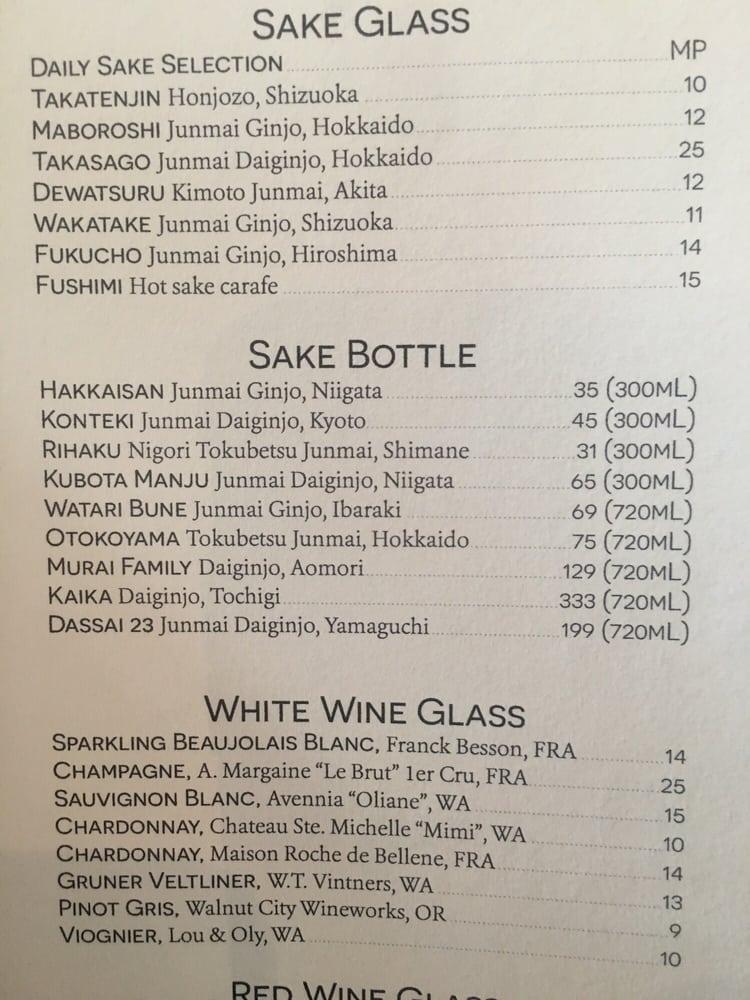 SAKE GLASS
DAILY SAKE SELECTION MP
TAKATENJIN Honjozo, Shizuoka 10
MABOROSHI Junmai Ginjo, Hokkaido 12
TAKASAGO Junmai Daiginjo, Hokkaido 25
DEWATSURU Kimoto Junmai, Akita 12
WAKATAKE Junmai Ginjo, Shizuoka 11
FUKUCHO Junmai Ginjo, Hiroshima 14
FUSHIMI Hot sake carafe 15
SAKE BOTTLE
HAKKAISAN Junmai Ginjo, Niigata 35 (300ML)
KONTEKI Junmai Daiginjo, Kyoto 45 (300ML)
RIHAKU Nigori Tokubetsu Junmai, Shimane 31 (300ML)
KUBOTA MANJU Junmai Daiginjo, Niigata 65 (300ML)
WATARI BUNE Junmai Ginjo, Ibaraki 69 (720ML)
OTOKOYAMA Tokubetsu Junmai, Hokkaido 75 (720ML)
MURAI FAMILY Daiginjo, Aomori 129 (720ML)
KAIKA Daiginjo, Tochigi 333 (720ML)
DASSAI 23 Junmai Daiginjo, Yamaguchi 199 (720ML)
WHITE WINE GLASS
SPARKLING BEAUJOLAIS BLANC, Franck Besson, FRA 14
CHAMPAGNE, A. Margaine “Le Brut” 1er Cru, FRA 25
SAUVIGNON BLANC, Avennia “Oliane”, WA 15
CHARDONNAY, Chateau Ste. Michelle “Mimi”, WA 10
CHARDONNAY, Maison Roche de Bellene, FRA 14
GRUNER VELTLINER, W.T. Vintners, WA 13
PINOT GRIS, Walnut City Wineworks, OR 9
VIOGNIER, Lou & Oly, WA 10
RED WINE GLASS